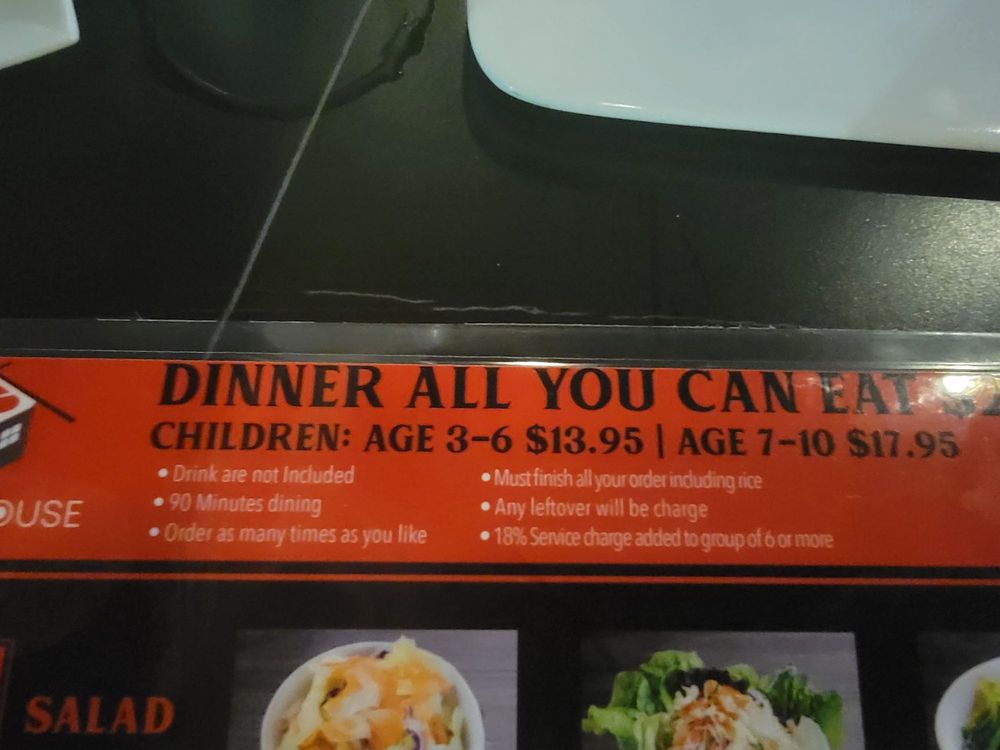 DINNER ALL YOU CAN EAT
CHILDREN: AGE 3-6 $13.95 | AGE 7-10 $17.95
• Drink are not Included
• 90 Minutes dining
• Order as many times as you like
• Must finish all your order including rice
• Any leftover will be charge
• 18% Service charge added to group of 6 or more
OUSE
SALAD